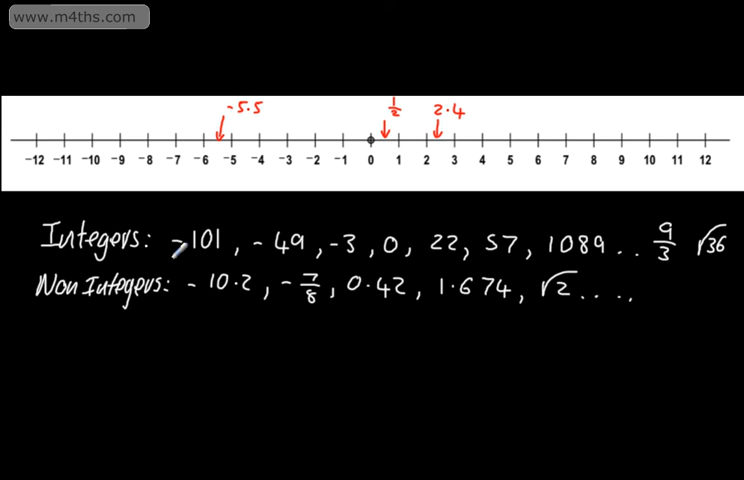 www.m4ths.com
-5.5 1/2 2.4
-12 -11 -10 -9 -8 -7 -6 -5 -4 -3 -2 -1 0 1 2 3 4 5 6 7 8 9 10 11 12
Integers: -101, -49, -3, 0, 22, 57, 1089.. 9/3 √36
Non Integers: -10.2, -7/8, 0.42, 1.674, √2.....